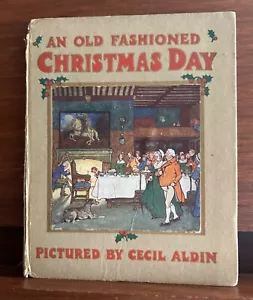 AN OLD FASHIONED
CHRISTMAS DAY
PICTURED BY CECIL ALDIN